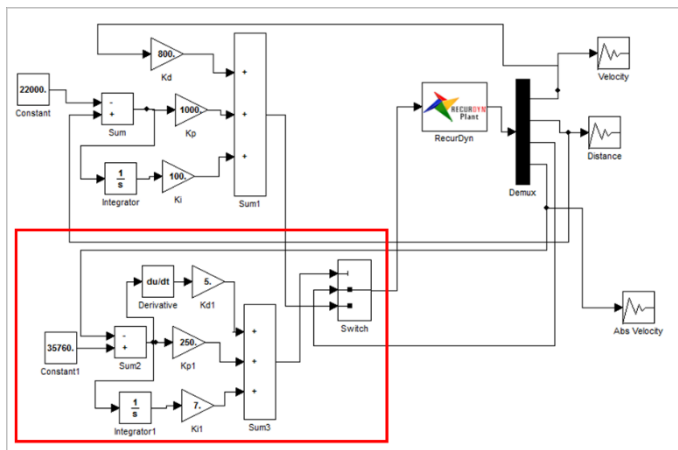 800.
Kd
22000.
Constant
-
+
Sum
1000.
Kp
1
s
Integrator
100.
Ki
+
+
+
Sum1
RECURDYN
Plant
RecurDyn
Demux
Velocity
Distance
Abs Velocity
Switch
du/dt
Derivative
5.
Kd1
35760.
Constant1
-
+
Sum2
250.
Kp1
1
s
Integrator1
7.
Ki1
+
+
+
Sum3